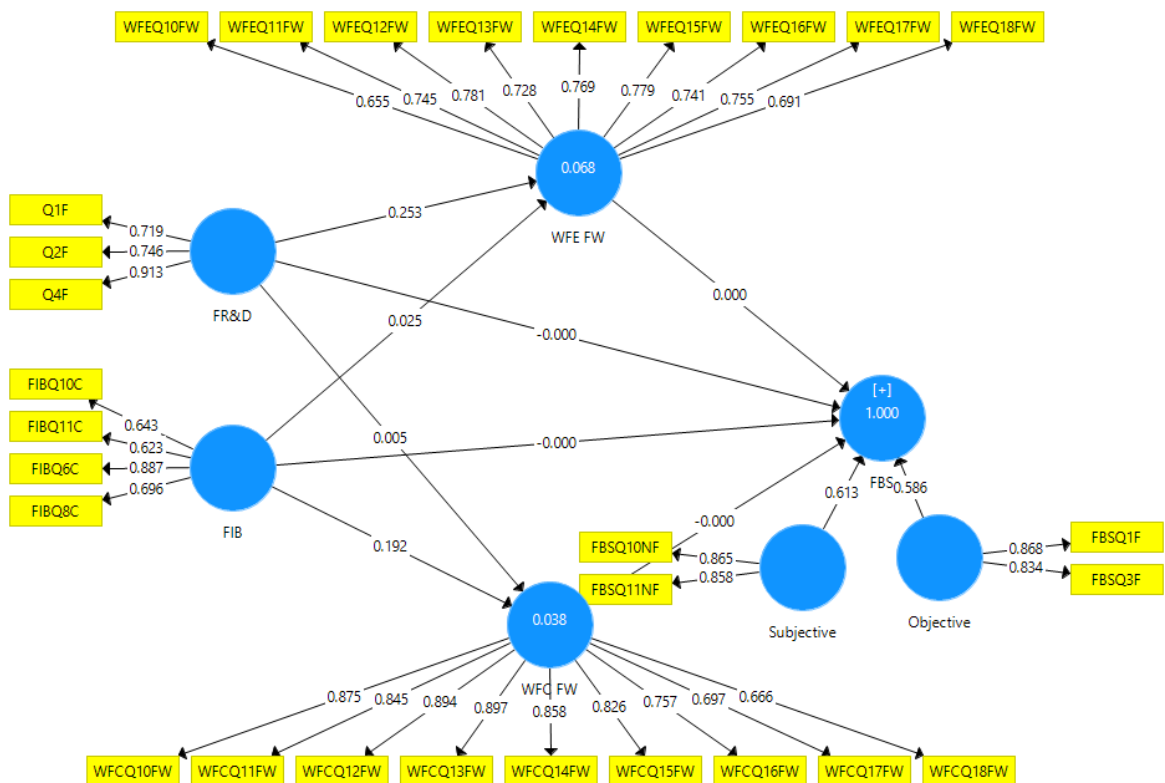 WFEQ10FW WFEQ11FW WFEQ12FW WFEQ13FW WFEQ14FW WFEQ15FW WFEQ16FW WFEQ17FW WFEQ18FW
0.655 0.745 0.781 0.728 0.769 0.779 0.741 0.755 0.691
0.068
WFE FW
Q1F
Q2F
Q4F
0.719
0.746
0.913
FR&D
0.253
0.025
-0.000
0.000
0.005
FIBQ10C
FIBQ11C
FIBQ6C
FIBQ8C
0.643
0.623
0.887
0.696
FIB
-0.000
0.192
[+]
1.000
FBS
-0.000
0.613
0.586
FBSQ10NF
FBSQ11NF
0.865
0.858
Subjective
Objective
0.868
0.834
FBSQ1F
FBSQ3F
0.038
WFC FW
0.875 0.845 0.894 0.897 0.858 0.826 0.757 0.697 0.666
WFCQ10FW WFCQ11FW WFCQ12FW WFCQ13FW WFCQ14FW WFCQ15FW WFCQ16FW WFCQ17FW WFCQ18FW